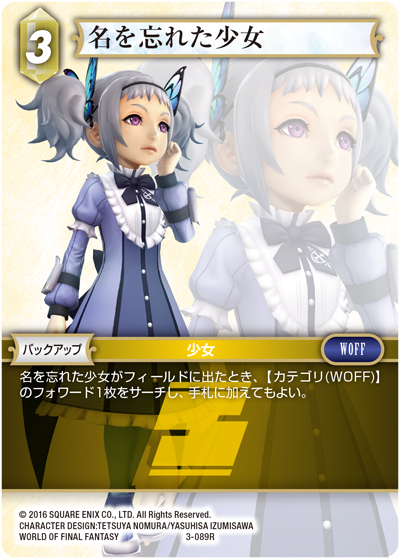 3
名を忘れた少女
バックアップ
少女
WOFF
名を忘れた少女がフィールドに出たとき、【カテゴリ(WOFF)】
のフォワード1枚をサーチし、手札に加えてもよい。
© 2016 SQUARE ENIX CO., LTD. All Rights Reserved.
CHARACTER DESIGN:TETSUYA NOMURA/YASUHISA IZUMISAWA
WORLD OF FINAL FANTASY 3-089R